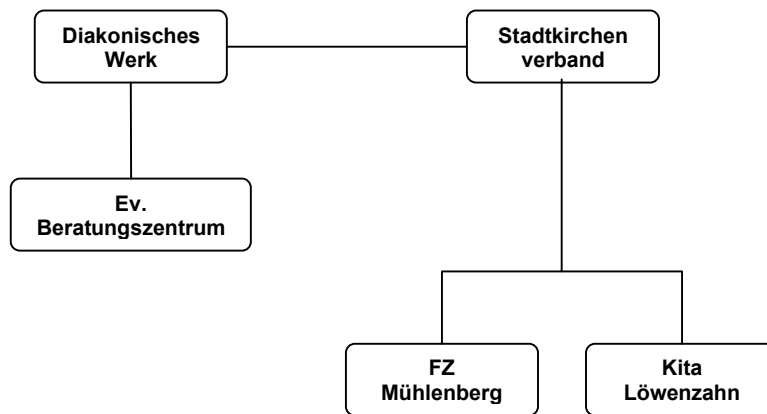 Diakonisches
Werk
Stadtkirchen
verband
Ev.
Beratungszentrum
FZ
Mühlenberg
Kita
Löwenzahn